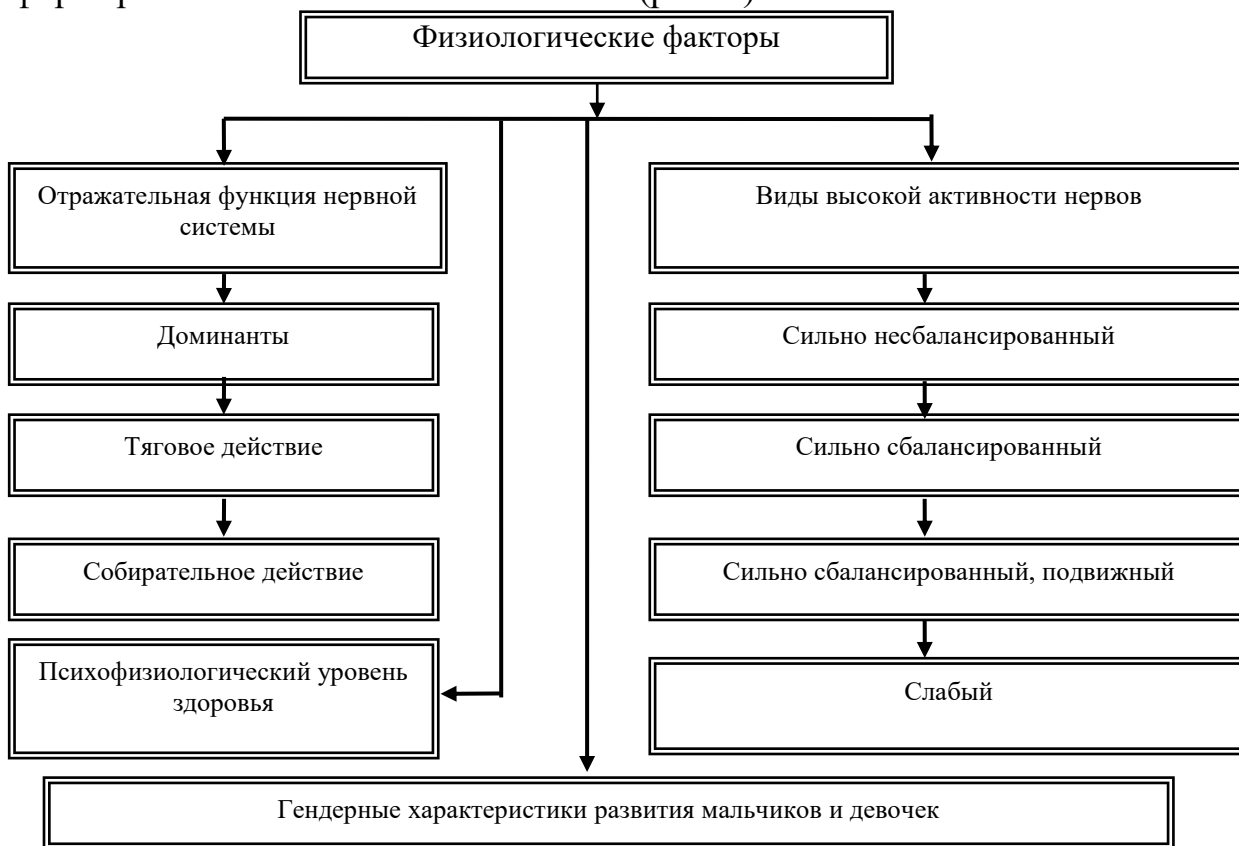 Физиологические факторы
Отражательная функция нервной
системы
Доминанты
Тяговое действие
Собирательное действие
Психофизиологический уровень
здоровья
Виды высокой активности нервов
Сильно несбалансированный
Сильно сбалансированный
Сильно сбалансированный, подвижный
Слабый
Гендерные характеристики развития мальчиков и девочек